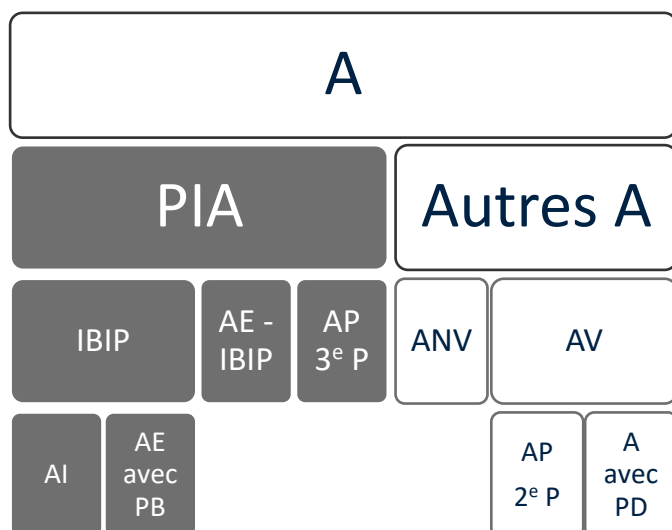 A
PIA
Autres A
IBIP
AE -
IBIP
AP
3e P
ANV
AV
AI
AE
avec
PB
AP
2e P
A
avec
PD